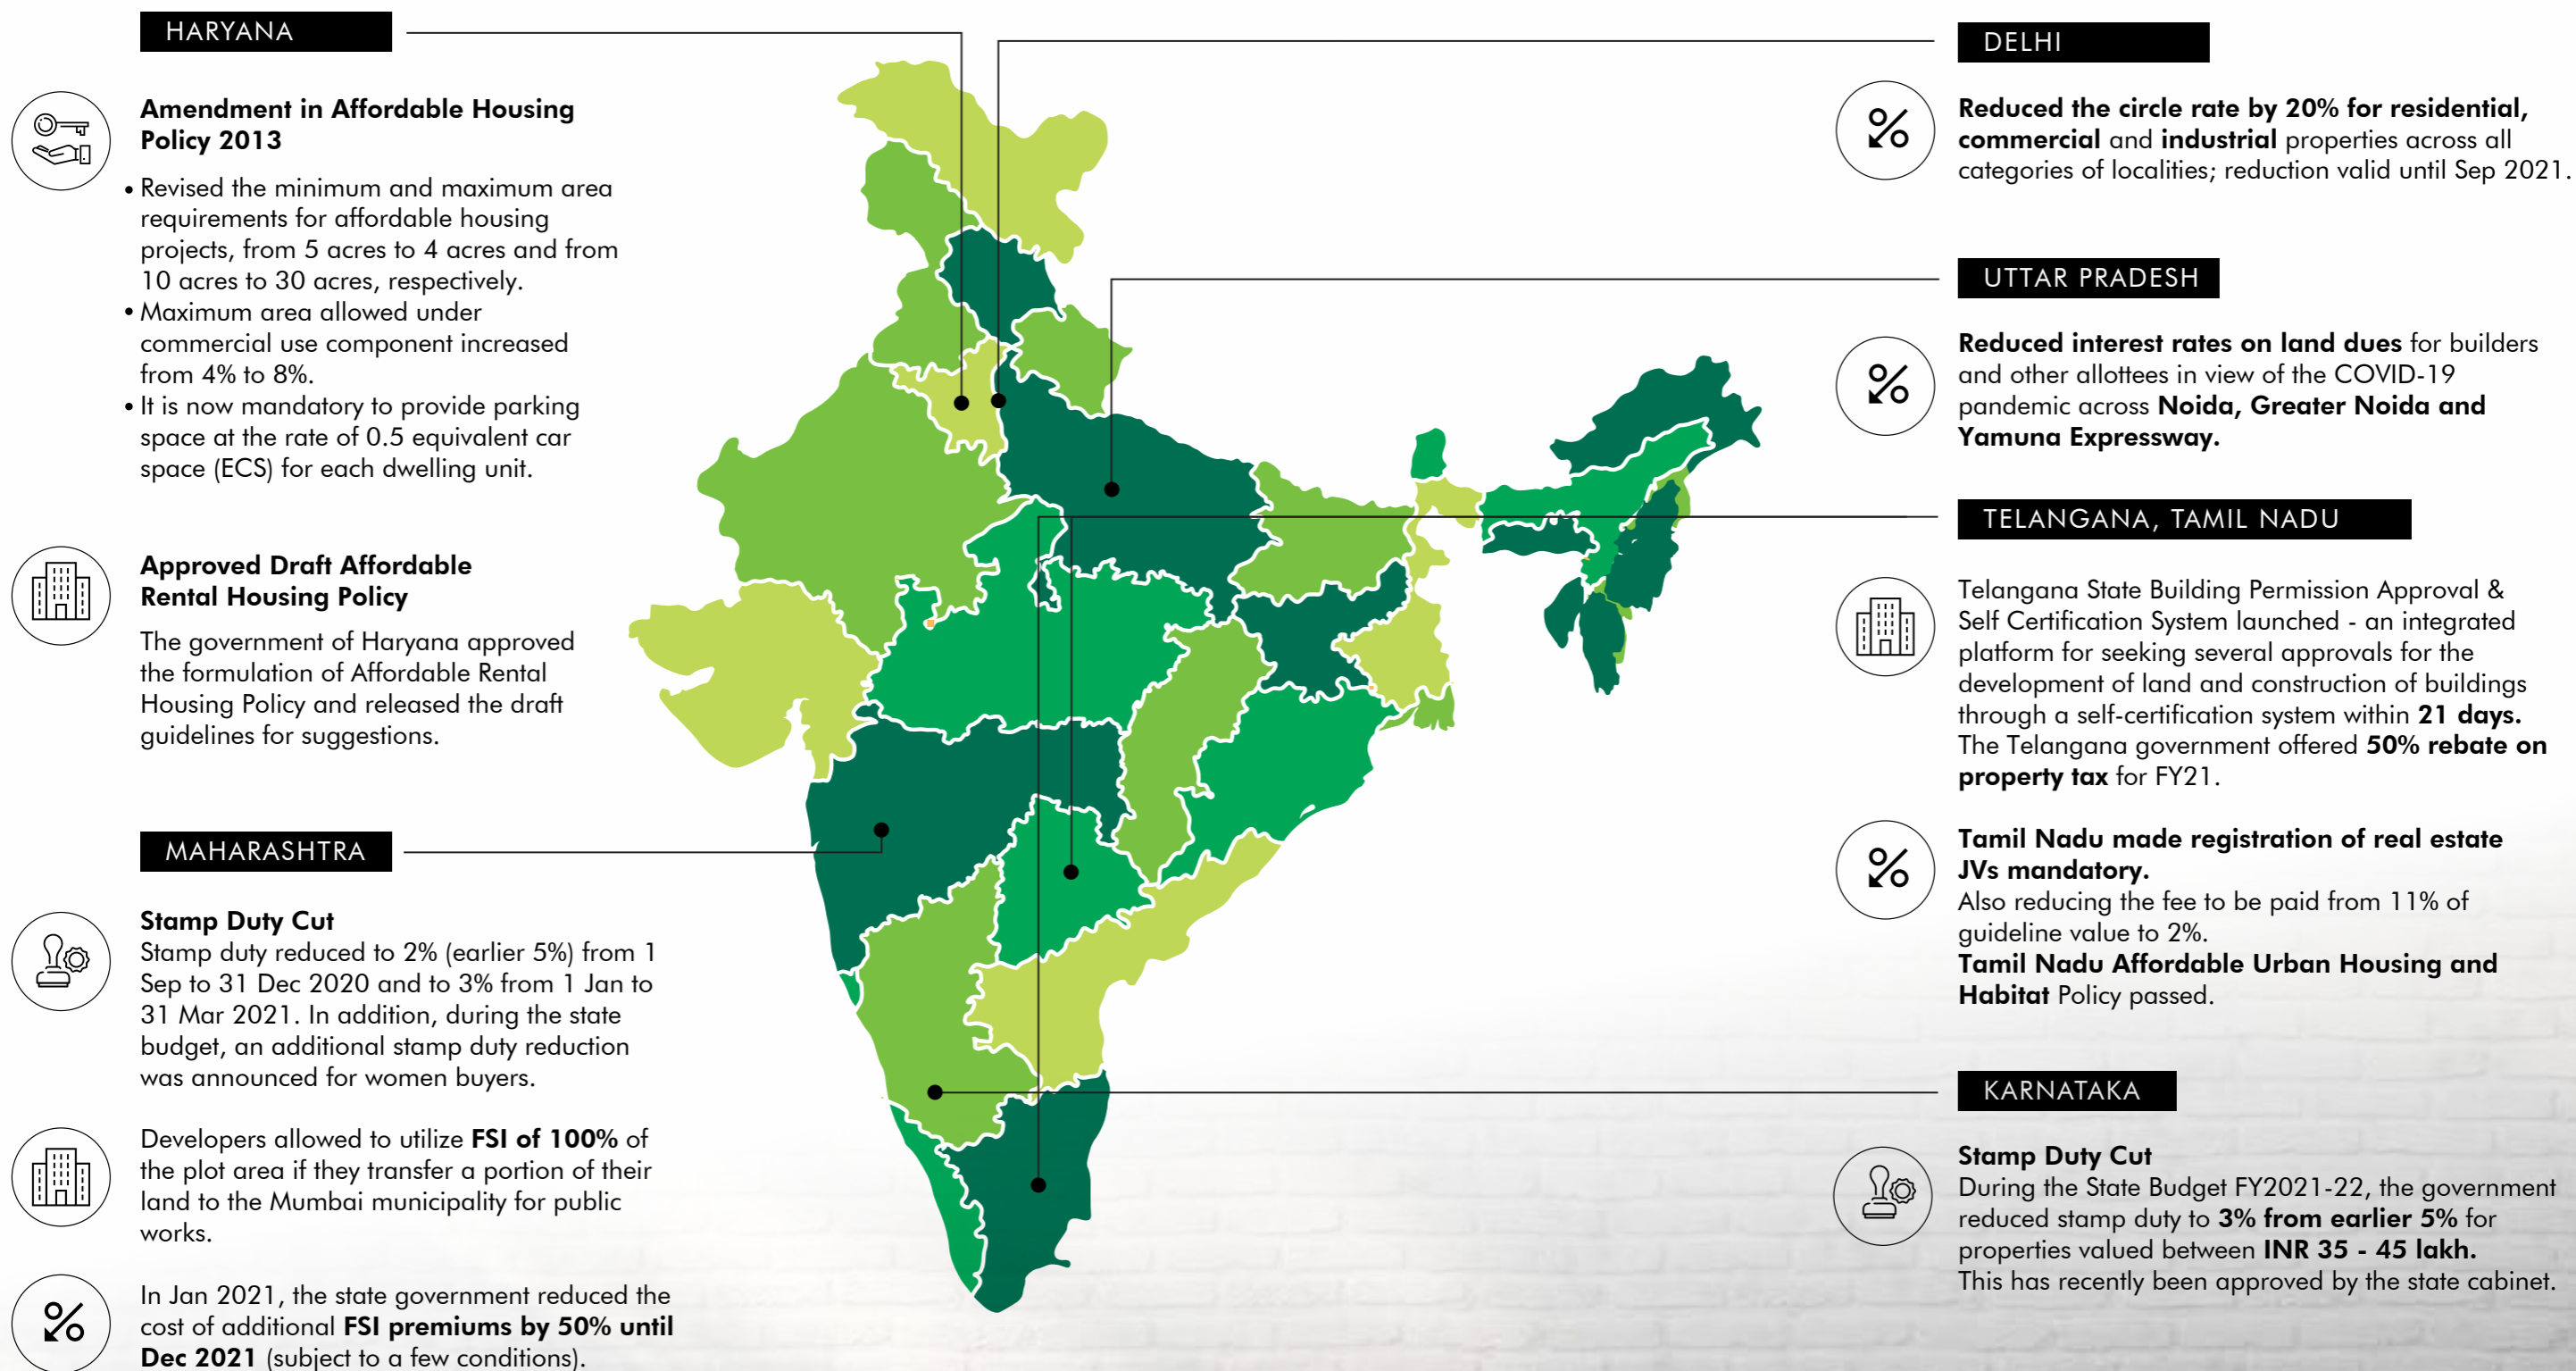 HARYANA
Amendment in Affordable Housing
Policy 2013
• Revised the minimum and maximum area
requirements for affordable housing
projects, from 5 acres to 4 acres and from
10 acres to 30 acres, respectively.
• Maximum area allowed under
commercial use component increased
from 4% to 8%.
• It is now mandatory to provide parking
space at the rate of 0.5 equivalent car
space (ECS) for each dwelling unit.
Approved Draft Affordable
Rental Housing Policy
The government of Haryana approved
the formulation of Affordable Rental
Housing Policy and released the draft
guidelines for suggestions.
MAHARASHTRA
Stamp Duty Cut
Stamp duty reduced to 2% (earlier 5%) from 1
Sep to 31 Dec 2020 and to 3% from 1 Jan to
31 Mar 2021. In addition, during the state
budget, an additional stamp duty reduction
was announced for women buyers.
Developers allowed to utilize FSI of 100% of
the plot area if they transfer a portion of their
land to the Mumbai municipality for public
works.
In Jan 2021, the state government reduced the
cost of additional FSI premiums by 50% until
Dec 2021 (subject to a few conditions).
DELHI
Reduced the circle rate by 20% for residential,
commercial and industrial properties across all
categories of localities; reduction valid until Sep 2021.
UTTAR PRADESH
Reduced interest rates on land dues for builders
and other allottees in view of the COVID-19
pandemic across Noida, Greater Noida and
Yamuna Expressway.
TELANGANA, TAMIL NADU
Telangana State Building Permission Approval &
Self Certification System launched - an integrated
platform for seeking several approvals for the
development of land and construction of buildings
through a self-certification system within 21 days.
The Telangana government offered 50% rebate on
property tax for FY21.
Tamil Nadu made registration of real estate
JVs mandatory.
Also reducing the fee to be paid from 11% of
guideline value to 2%.
Tamil Nadu Affordable Urban Housing and
Habitat Policy passed.
KARNATAKA
Stamp Duty Cut
During the State Budget FY2021-22, the government
reduced stamp duty to 3% from earlier 5% for
properties valued between INR 35 - 45 lakh.
This has recently been approved by the state cabinet.